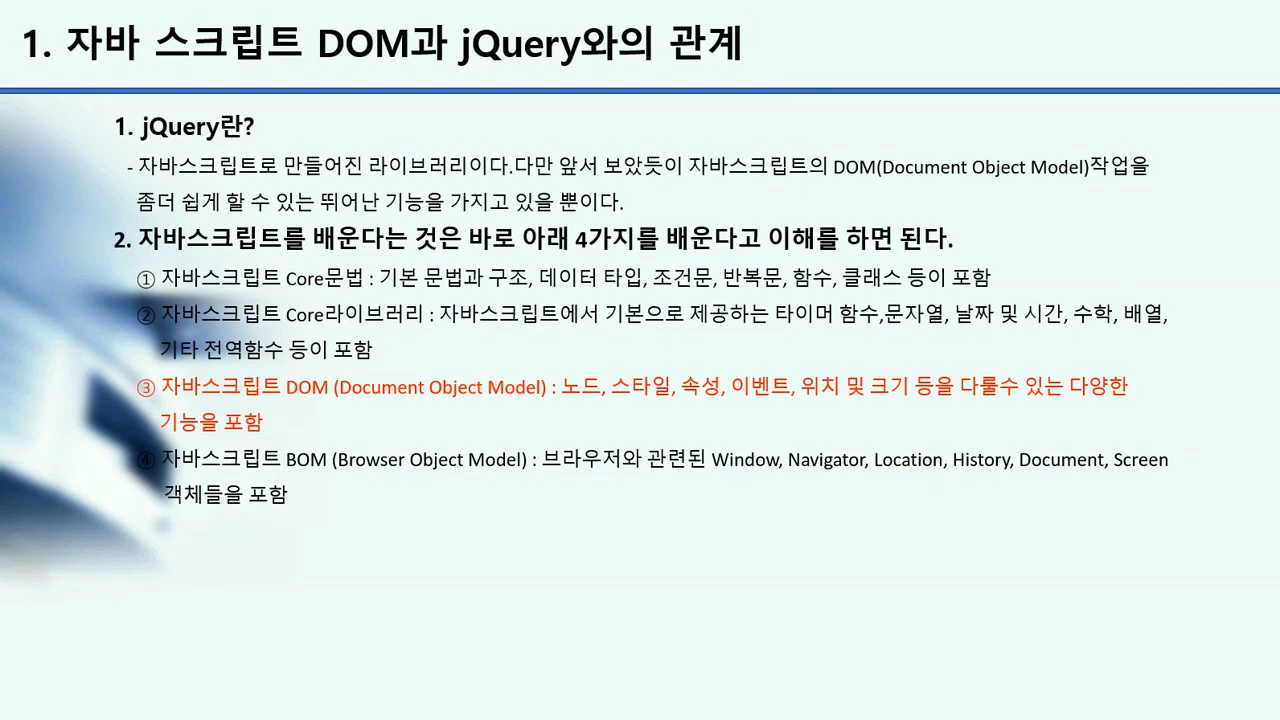 1. 자바 스크립트 DOM과 jQuery와의 관계
1. jQuery란?
- 자바스크립트로 만들어진 라이브러리이다.다만 앞서 보았듯이 자바스크립트의 DOM(Document Object Model)작업을
좀더 쉽게 할 수 있는 뛰어난 기능을 가지고 있을 뿐이다.
2. 자바스크립트를 배운다는 것은 바로 아래 4가지를 배운다고 이해를 하면 된다.
① 자바스크립트 Core문법 : 기본 문법과 구조, 데이터 타입, 조건문, 반복문, 함수, 클래스 등이 포함
② 자바스크립트 Core라이브러리 : 자바스크립트에서 기본으로 제공하는 타이머 함수,문자열, 날짜 및 시간, 수학, 배열,
기타 전역함수 등이 포함
③ 자바스크립트 DOM (Document Object Model) : 노드, 스타일, 속성, 이벤트, 위치 및 크기 등을 다룰수 있는 다양한
기능을 포함
④ 자바스크립트 BOM (Browser Object Model) : 브라우저와 관련된 Window, Navigator, Location, History, Document, Screen
객체들을 포함